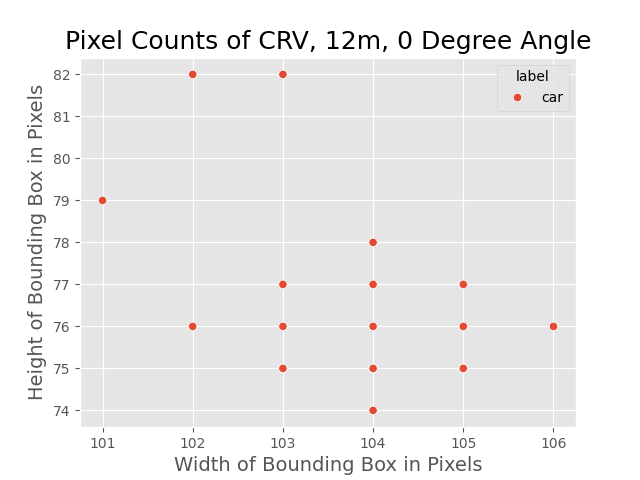 Pixel Counts of CRV, 12m, 0 Degree Angle
label
car
82
81
80
79
78
77
76
75
74
Height of Bounding Box in Pixels
101 102 103 104 105 106
Width of Bounding Box in Pixels